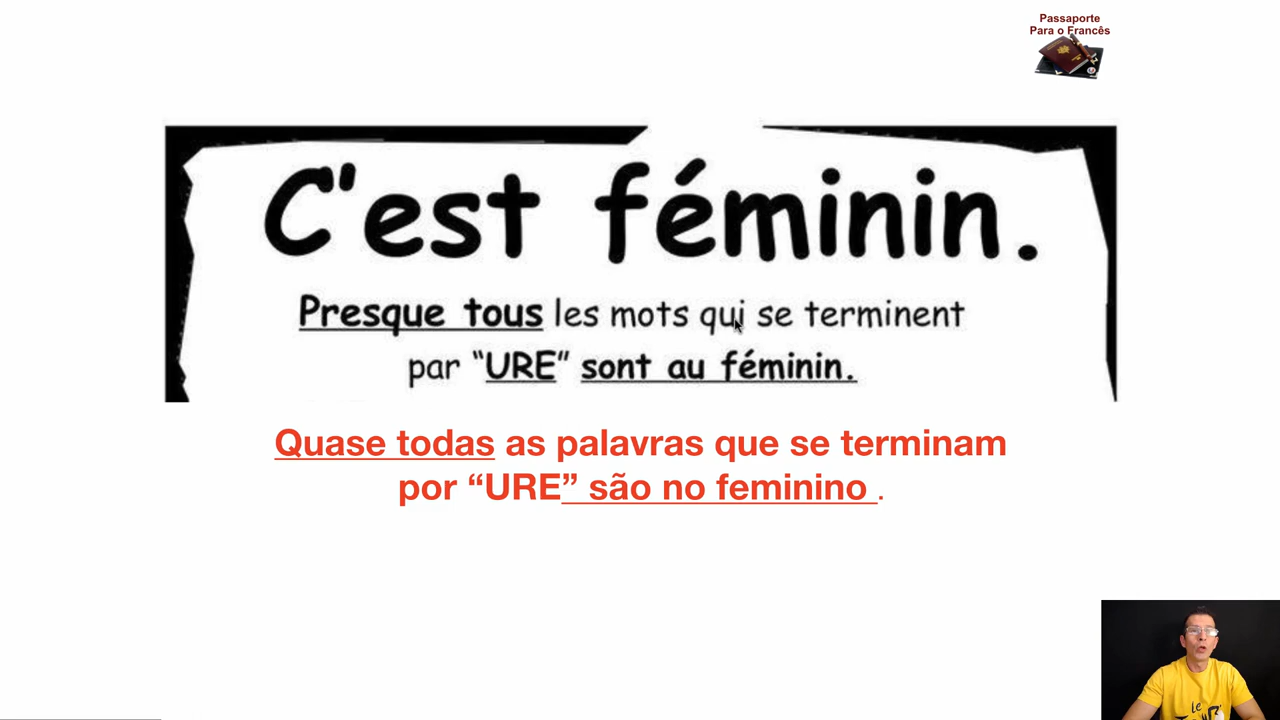 Passaporte
Para o Francês
C'est féminin.
Presque tous les mots qui se terminent
par “URE” sont au féminin.
Quase todas as palavras que se terminam
por “URE” são no feminino .
Le